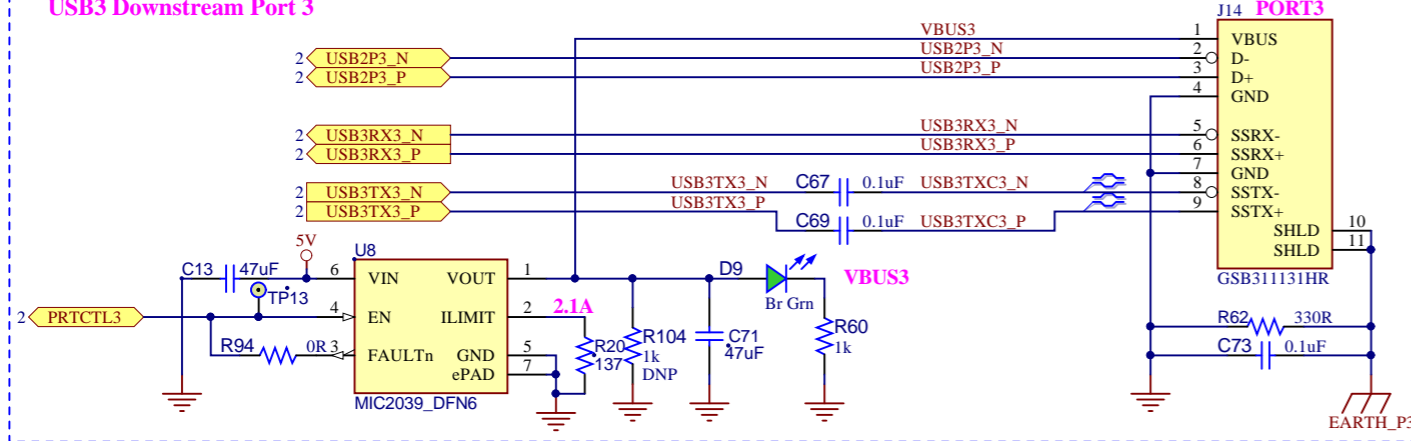 USB3 Downstream Port 3
J14 PORT3
VBUS3 1 VBUS
2 USB2P3_N USB2P3_N 2 D-
2 USB2P3_P USB2P3_P 3 D+
4 GND
2 USB3RX3_N USB3RX3_N 5 SSRX-
2 USB3RX3_P USB3RX3_P 6 SSRX+
7 GND
2 USB3TX3_N USB3TX3_N C67 0.1uF USB3TXC3_N 8 SSTX-
2 USB3TX3_P USB3TX3_P C69 0.1uF USB3TXC3_P 9 SSTX+
SHLD 10
SHLD 11
GSB311131HR
5V
U8
C13 47uF 6 VIN VOUT 1 D9 VBUS3
TP13 Br Grn
2 PRTCTL3 4 EN ILIMIT 2 2.1A
R94 0R 3 FAULTn GND 5
ePAD 7
MIC2039_DFN6
R20 137
R104 1k DNP
C71 47uF
R60 1k
R62 330R
C73 0.1uF
EARTH_P3